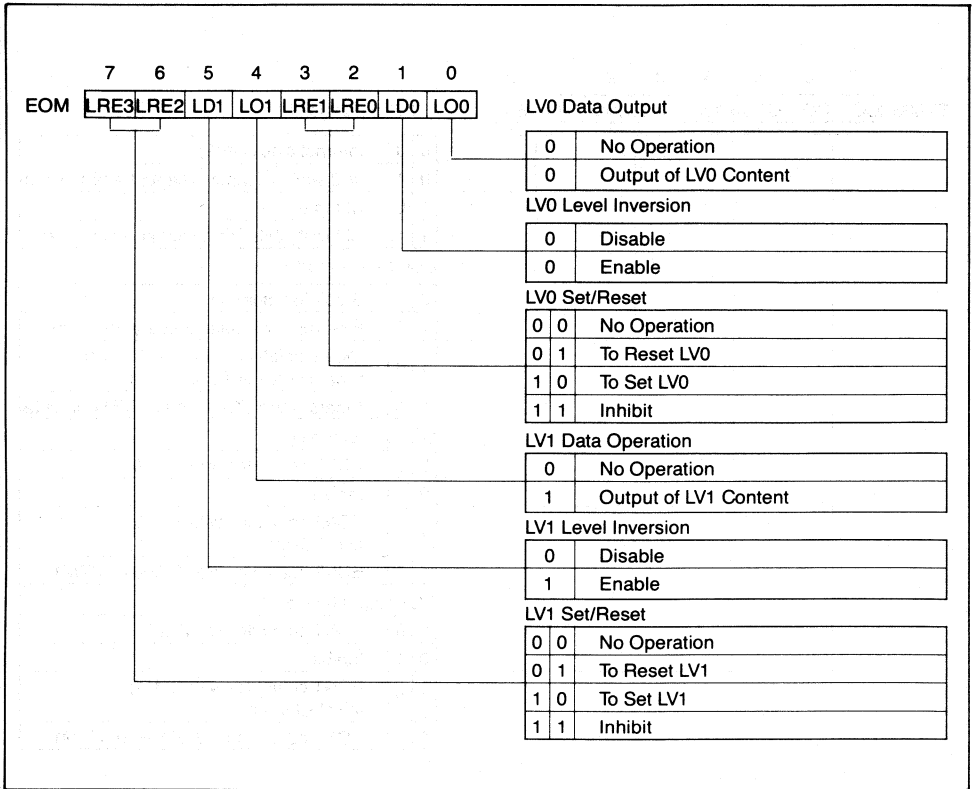 7 6 5 4 3 2 1 0
EOM LRE3 LRE2 LD1 LO1 LRE1 LRE0 LD0 LO0
LV0 Data Output
0 No Operation
0 Output of LV0 Content
LV0 Level Inversion
0 Disable
0 Enable
LV0 Set/Reset
0 0 No Operation
0 1 To Reset LV0
1 0 To Set LV0
1 1 Inhibit
LV1 Data Operation
0 No Operation
1 Output of LV1 Content
LV1 Level Inversion
0 Disable
1 Enable
LV1 Set/Reset
0 0 No Operation
0 1 To Reset LV1
1 0 To Set LV1
1 1 Inhibit